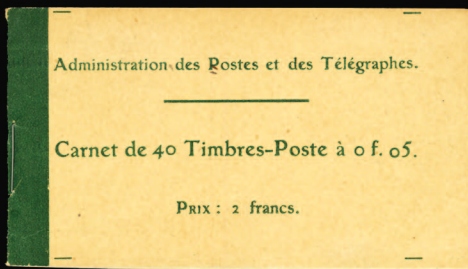 Administration des Postes et des Télégraphes.
Carnet de 40 Timbres-Poste à 0 f. 05.
Prix : 2 francs.